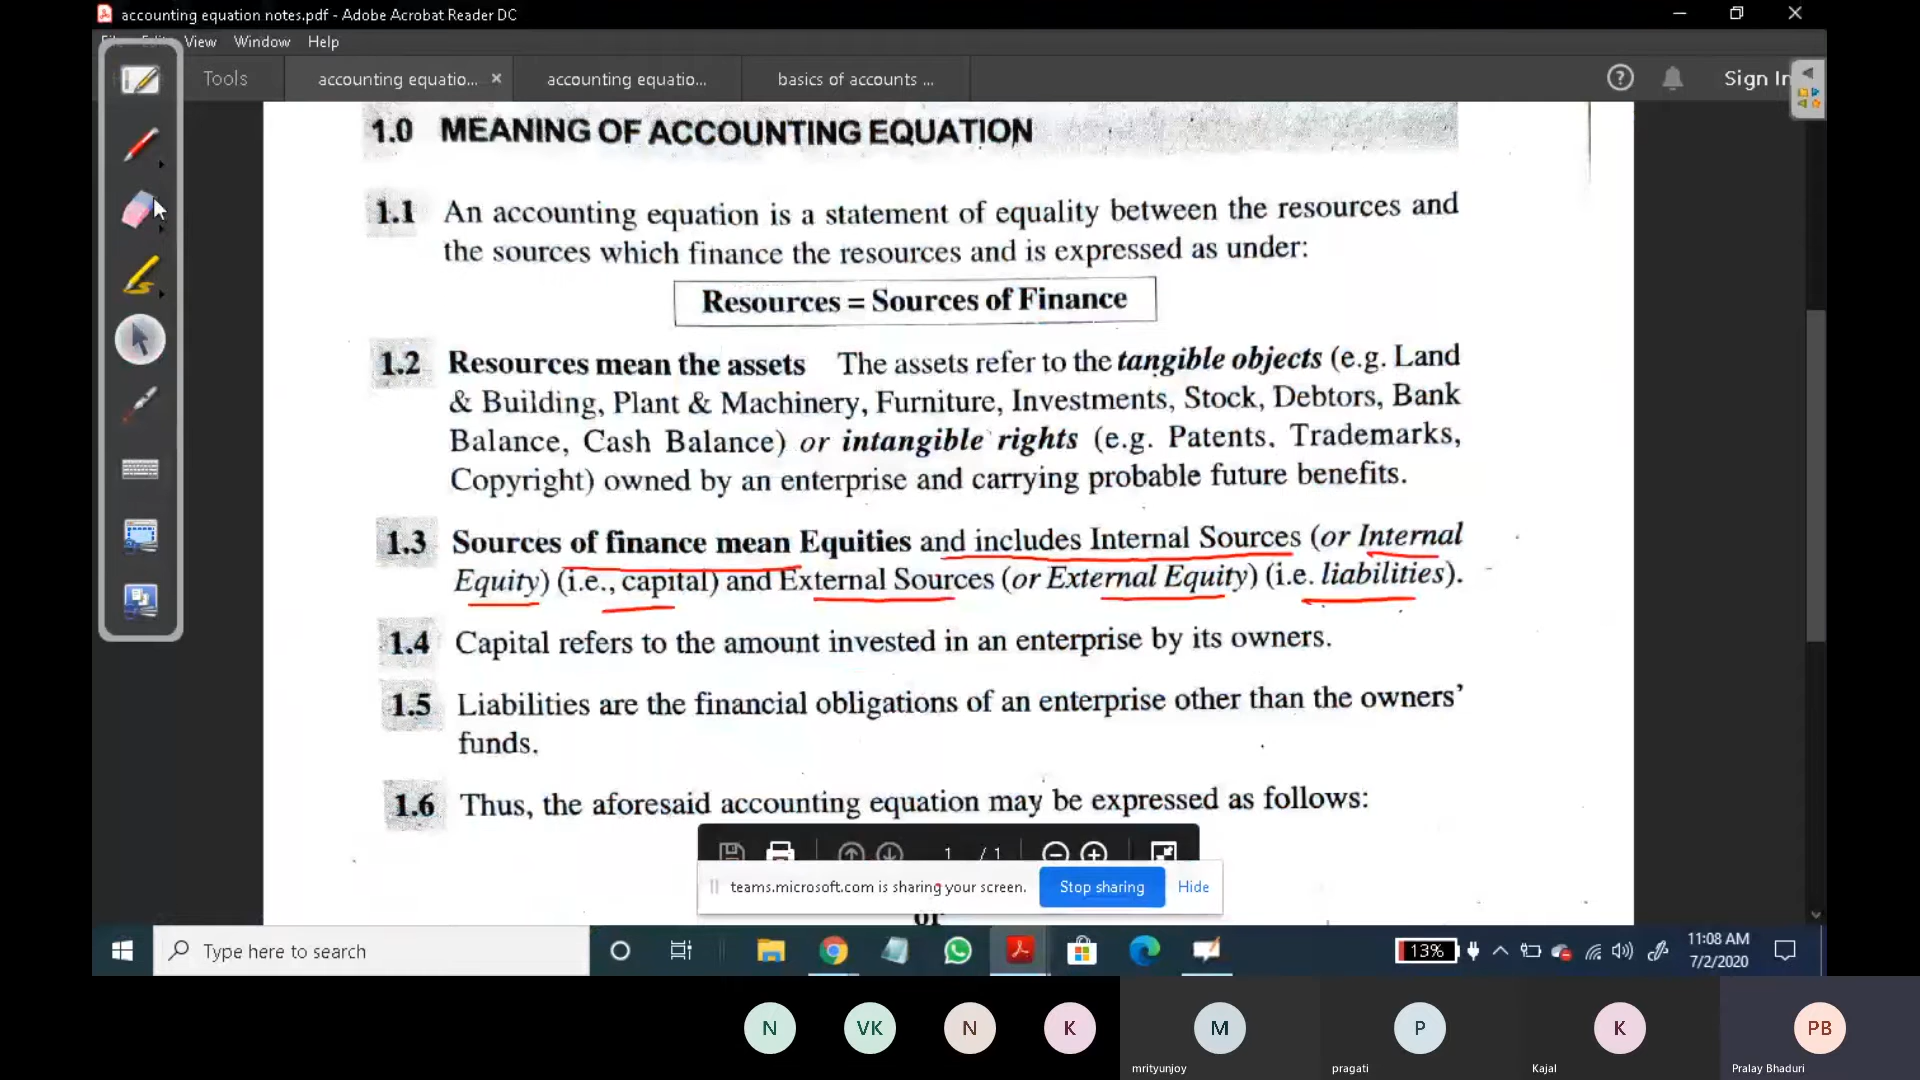 accounting equation notes.pdf - Adobe Acrobat Reader DC
View Window Help
Tools
accounting equatio...
accounting equatio...
basics of accounts ...
Sign In
1.0 MEANING OF ACCOUNTING EQUATION
1.1 An accounting equation is a statement of equality between the resources and
the sources which finance the resources and is expressed as under:
Resources = Sources of Finance
1.2 Resources mean the assets The assets refer to the tangible objects (e.g. Land
& Building, Plant & Machinery, Furniture, Investments, Stock, Debtors, Bank
Balance, Cash Balance) or intangible rights (e.g. Patents. Trademarks,
Copyright) owned by an enterprise and carrying probable future benefits.
1.3 Sources of finance mean Equities and includes Internal Sources (or Internal
Equity) (i.e., capital) and External Sources (or External Equity) (i.e. liabilities).
1.4 Capital refers to the amount invested in an enterprise by its owners.
1.5 Liabilities are the financial obligations of an enterprise other than the owners'
funds.
1.6 Thus, the aforesaid accounting equation may be expressed as follows:
1 / 1
teams.microsoft.com is sharing your screen.
Stop sharing
Hide
or
Type here to search
13%
11:08 AM
7/2/2020
N
VK
N
K
M
P
K
PB
mrityunjoy
pragati
Kajal
Pralay Bhaduri